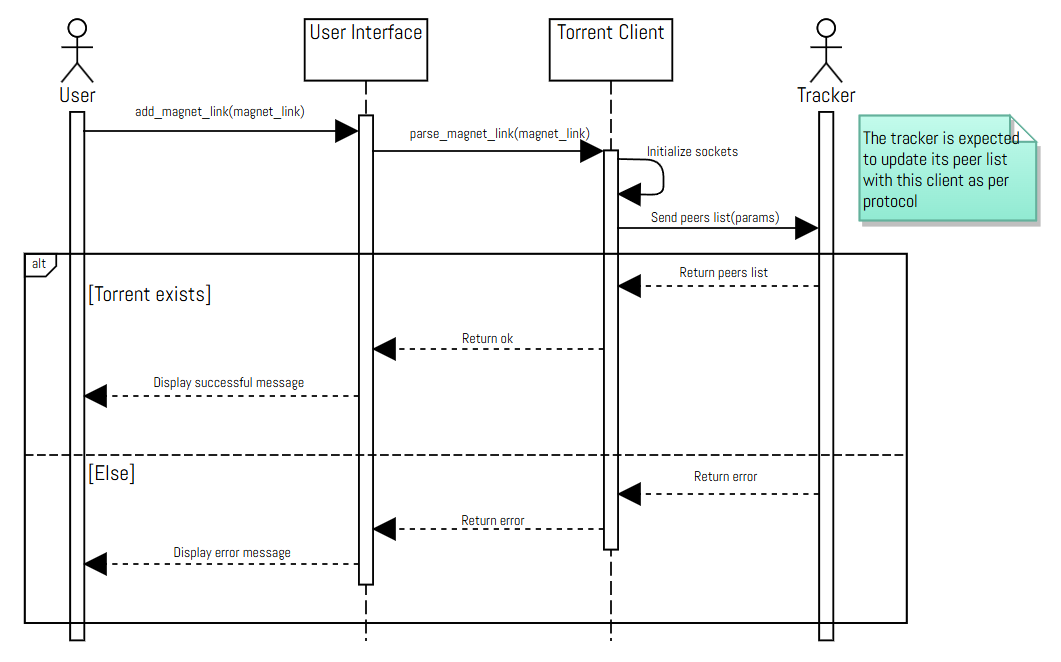 User Interface
Torrent Client
User
Tracker
add_magnet_link(magnet_link)
parse_magnet_link(magnet_link)
Initialize sockets
The tracker is expected
to update its peer list
with this client as per
protocol
Send peers list(params)
alt
Return peers list
[Torrent exists]
Return ok
Display successful message
[Else]
Return error
Return error
Display error message